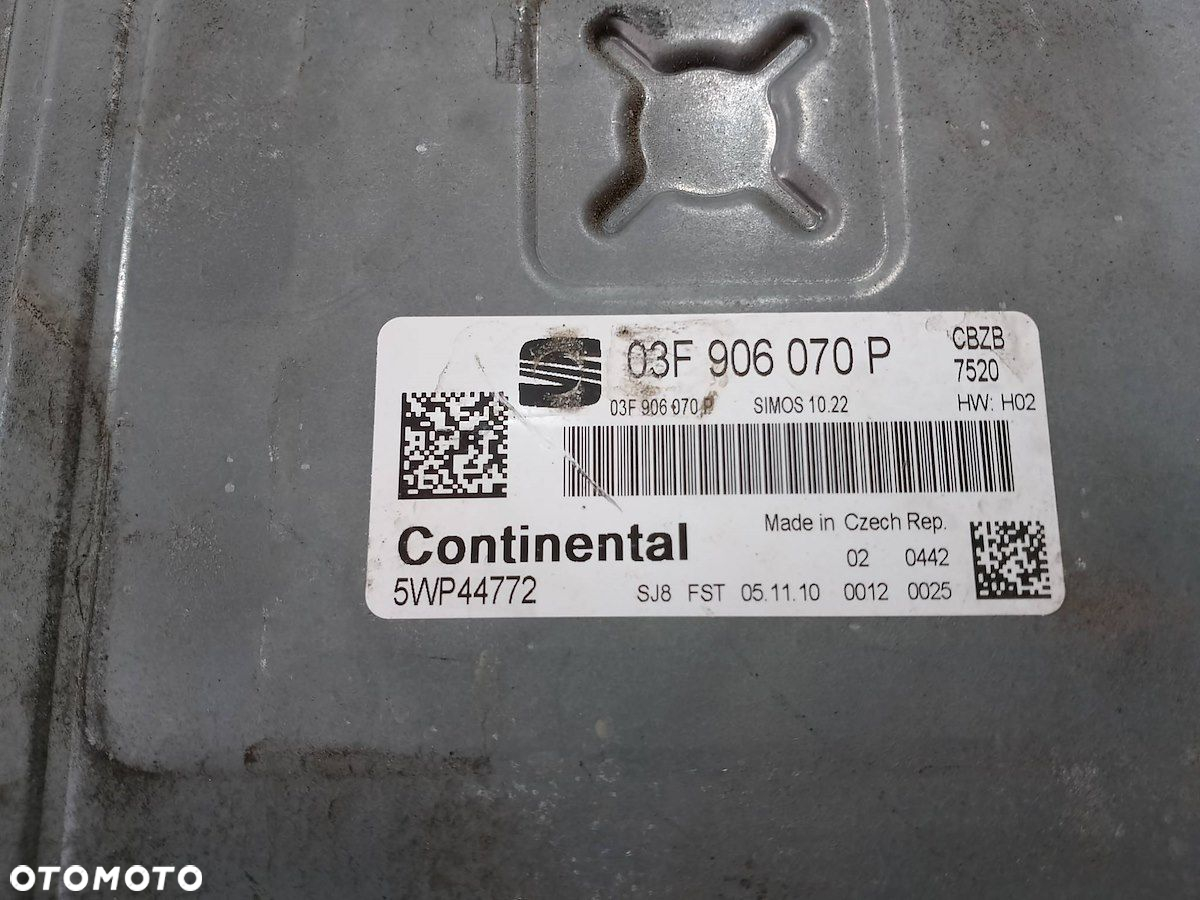 03F 906 070 P
CBZB
7520
03F 906 070 P SIMOS 10.22 HW: H02
Made in Czech Rep.
Continental
02 0442
5WP44772
SJ8 FST 05.11.10 0012 0025
OTOMOTO